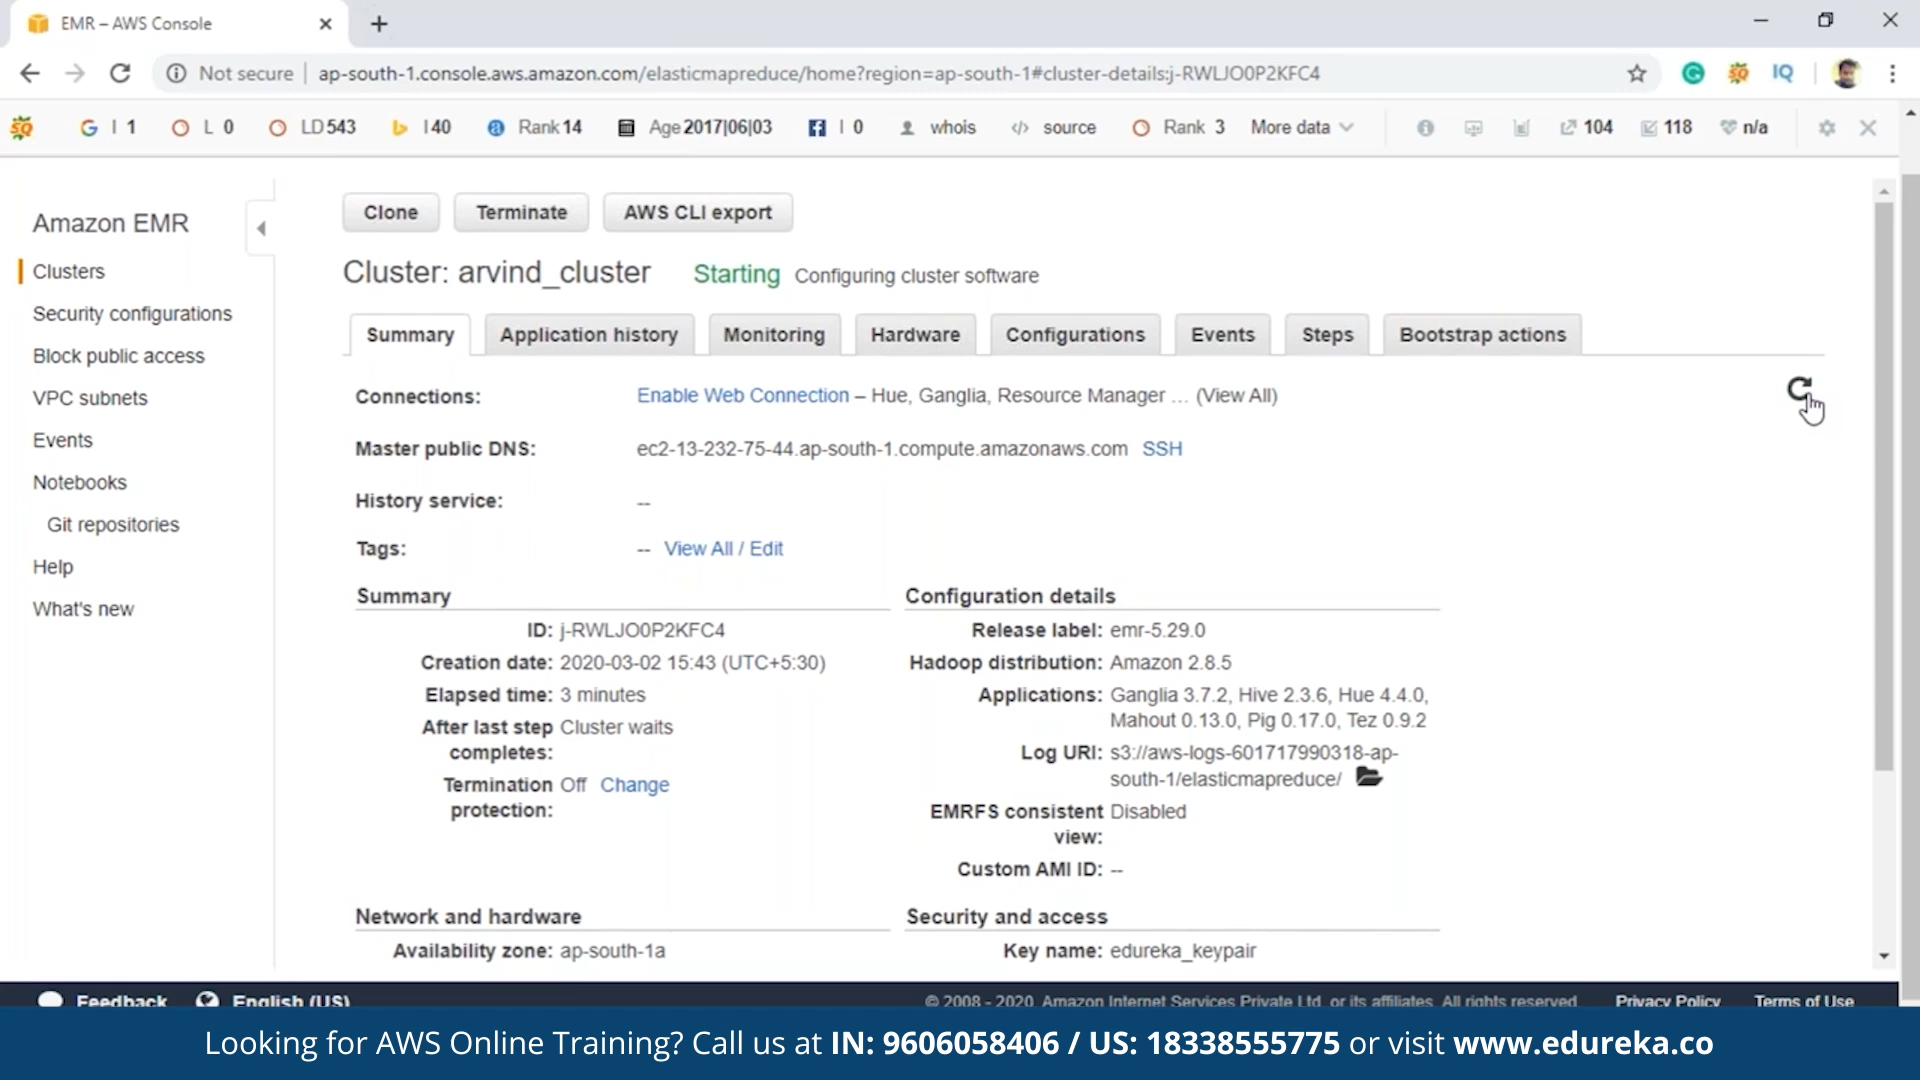 EMR – AWS Console
Not secure
ap-south-1.console.aws.amazon.com/elasticmapreduce/home?region=ap-south-1#cluster-details:j-RWLJO0P2KFC4
IQ
SQ
G I 1
L 0
LD 543
I 40
Rank 14
Age 2017|06|03
I 0
whois
source
Rank 3
More data
104
118
n/a
Amazon EMR
Clusters
Security configurations
Block public access
VPC subnets
Events
Notebooks
Git repositories
Help
What's new
Clone
Terminate
AWS CLI export
Cluster: arvind_cluster Starting Configuring cluster software
Summary
Application history
Monitoring
Hardware
Configurations
Events
Steps
Bootstrap actions
Connections: Enable Web Connection – Hue, Ganglia, Resource Manager ... (View All)
Master public DNS: ec2-13-232-75-44.ap-south-1.compute.amazonaws.com SSH
History service: --
Tags: -- View All / Edit
Summary
ID: j-RWLJO0P2KFC4
Creation date: 2020-03-02 15:43 (UTC+5:30)
Elapsed time: 3 minutes
After last step Cluster waits
completes:
Termination Off Change
protection:
Configuration details
Release label: emr-5.29.0
Hadoop distribution: Amazon 2.8.5
Applications: Ganglia 3.7.2, Hive 2.3.6, Hue 4.4.0,
Mahout 0.13.0, Pig 0.17.0, Tez 0.9.2
Log URI: s3://aws-logs-601717990318-ap-
south-1/elasticmapreduce/
EMRFS consistent Disabled
view:
Custom AMI ID: --
Network and hardware
Availability zone: ap-south-1a
Security and access
Key name: edureka_keypair
Feedback
English (US)
© 2008 - 2020, Amazon Internet Services Private Ltd. or its affiliates. All rights reserved.
Privacy Policy
Terms of Use
Looking for AWS Online Training? Call us at IN: 9606058406 / US: 18338555775 or visit www.edureka.co